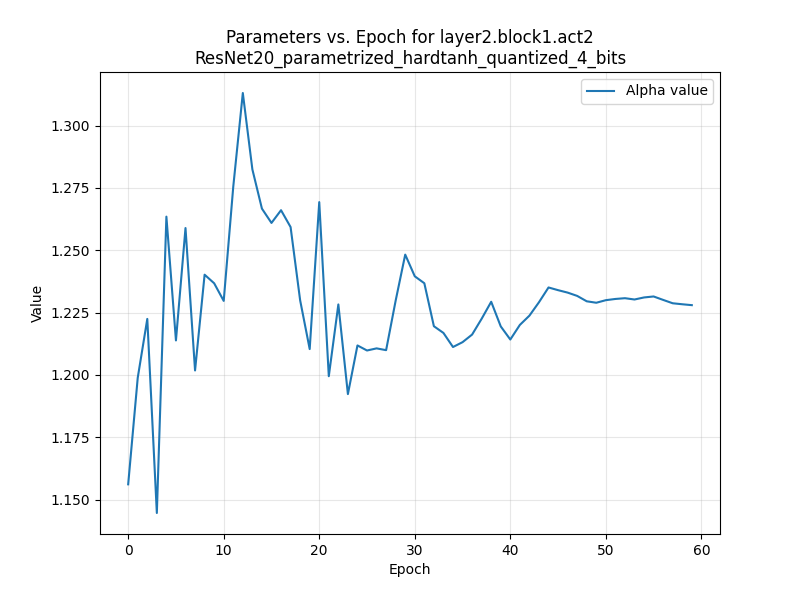 Parameters vs. Epoch for layer2.block1.act2
ResNet20_parametrized_hardtanh_quantized_4_bits
Alpha value
1.300
1.275
1.250
1.225
1.200
1.175
1.150
Value
0 10 20 30 40 50 60
Epoch